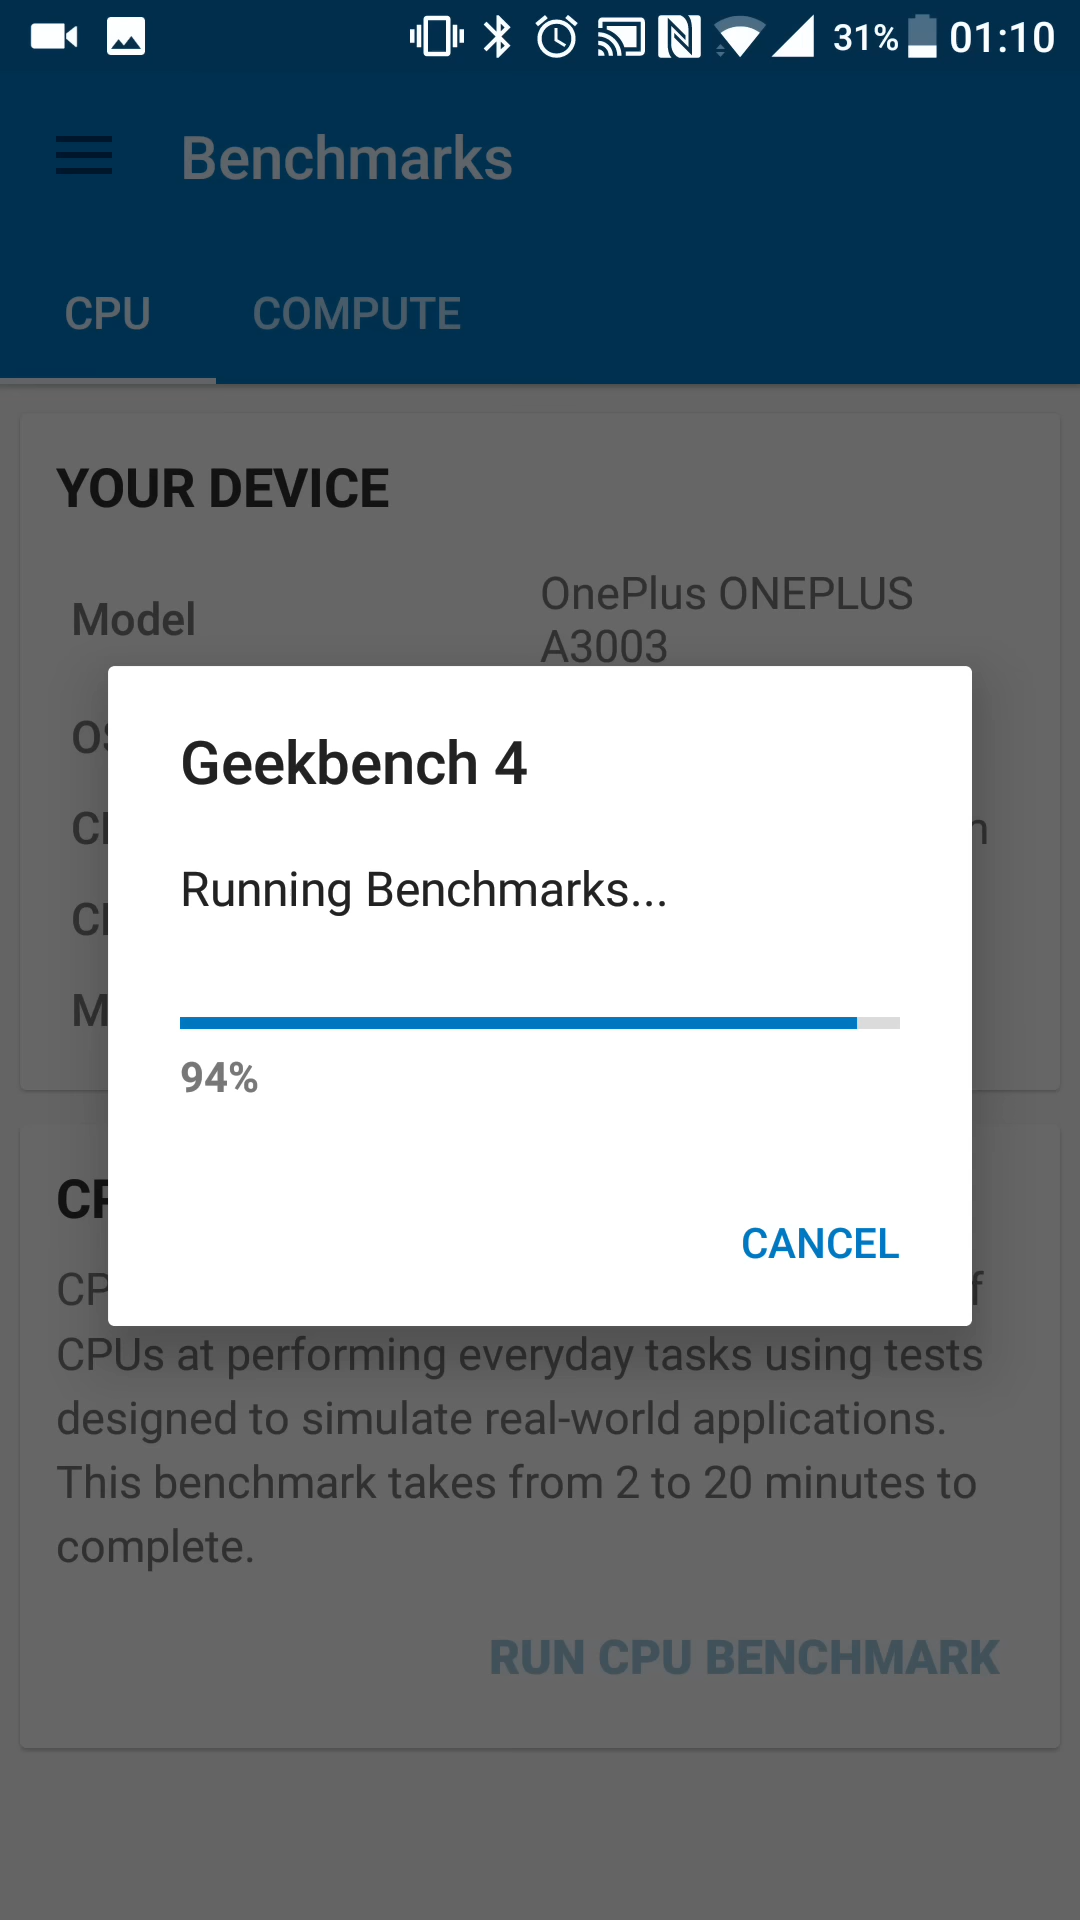 31% 01:10
Benchmarks
CPU COMPUTE
YOUR DEVICE
Model OnePlus ONEPLUS
A3003
Geekbench 4
Running Benchmarks...
94%
CANCEL
CPUs at performing everyday tasks using tests
designed to simulate real-world applications.
This benchmark takes from 2 to 20 minutes to
complete.
RUN CPU BENCHMARK